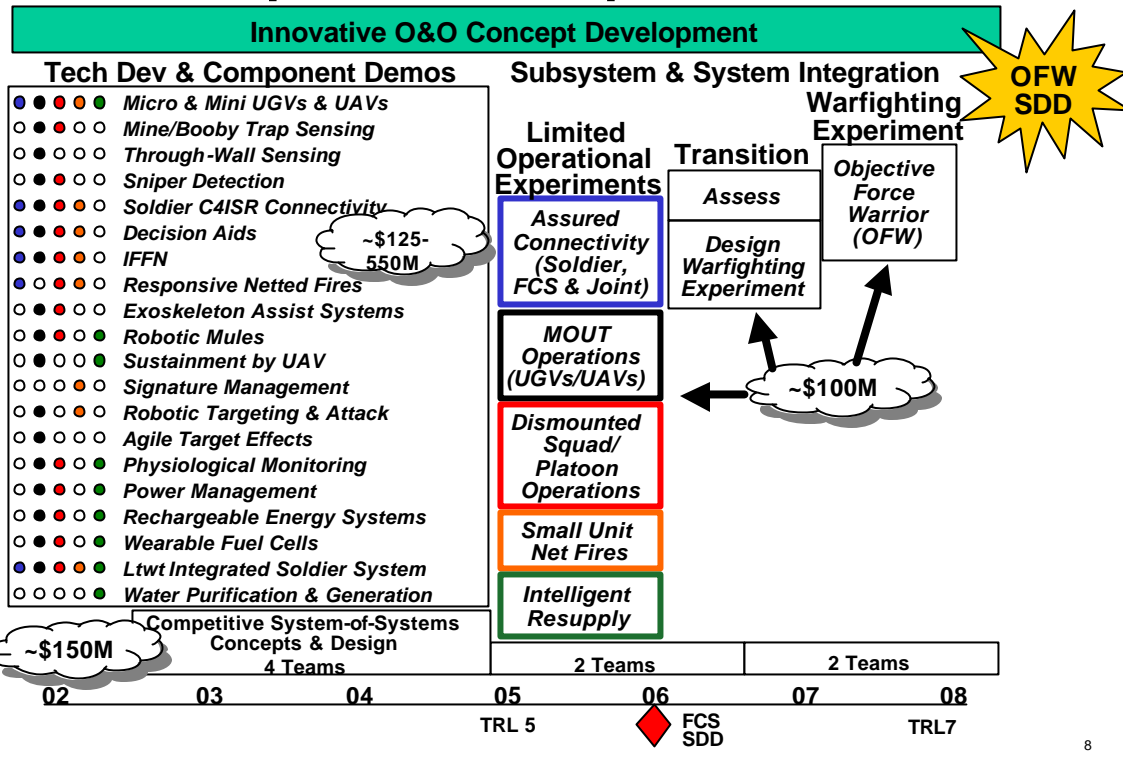 Innovative O&O Concept Development
OFW
SDD
Tech Dev & Component Demos
Micro & Mini UGVs & UAVs
Mine/Booby Trap Sensing
Through-Wall Sensing
Sniper Detection
Soldier C4ISR Connectivity
Decision Aids
IFFN
Responsive Netted Fires
Exoskeleton Assist Systems
Robotic Mules
Sustainment by UAV
Signature Management
Robotic Targeting & Attack
Agile Target Effects
Physiological Monitoring
Power Management
Rechargeable Energy Systems
Wearable Fuel Cells
Ltwt Integrated Soldier System
Water Purification & Generation
~$125-
550M
Subsystem & System Integration
Limited
Operational
Experiments
Assured
Connectivity
(Soldier,
FCS & Joint)
MOUT
Operations
(UGVs/UAVs)
Dismounted
Squad/
Platoon
Operations
Small Unit
Net Fires
Intelligent
Resupply
Transition
Assess
Design
Warfighting
Experiment
Warfighting
Experiment
Objective
Force
Warrior
(OFW)
~$100M
~$150M
Competitive System-of-Systems
Concepts & Design
4 Teams
2 Teams
2 Teams
02 03 04 05 06 07 08
TRL 5
FCS
SDD
TRL7
8